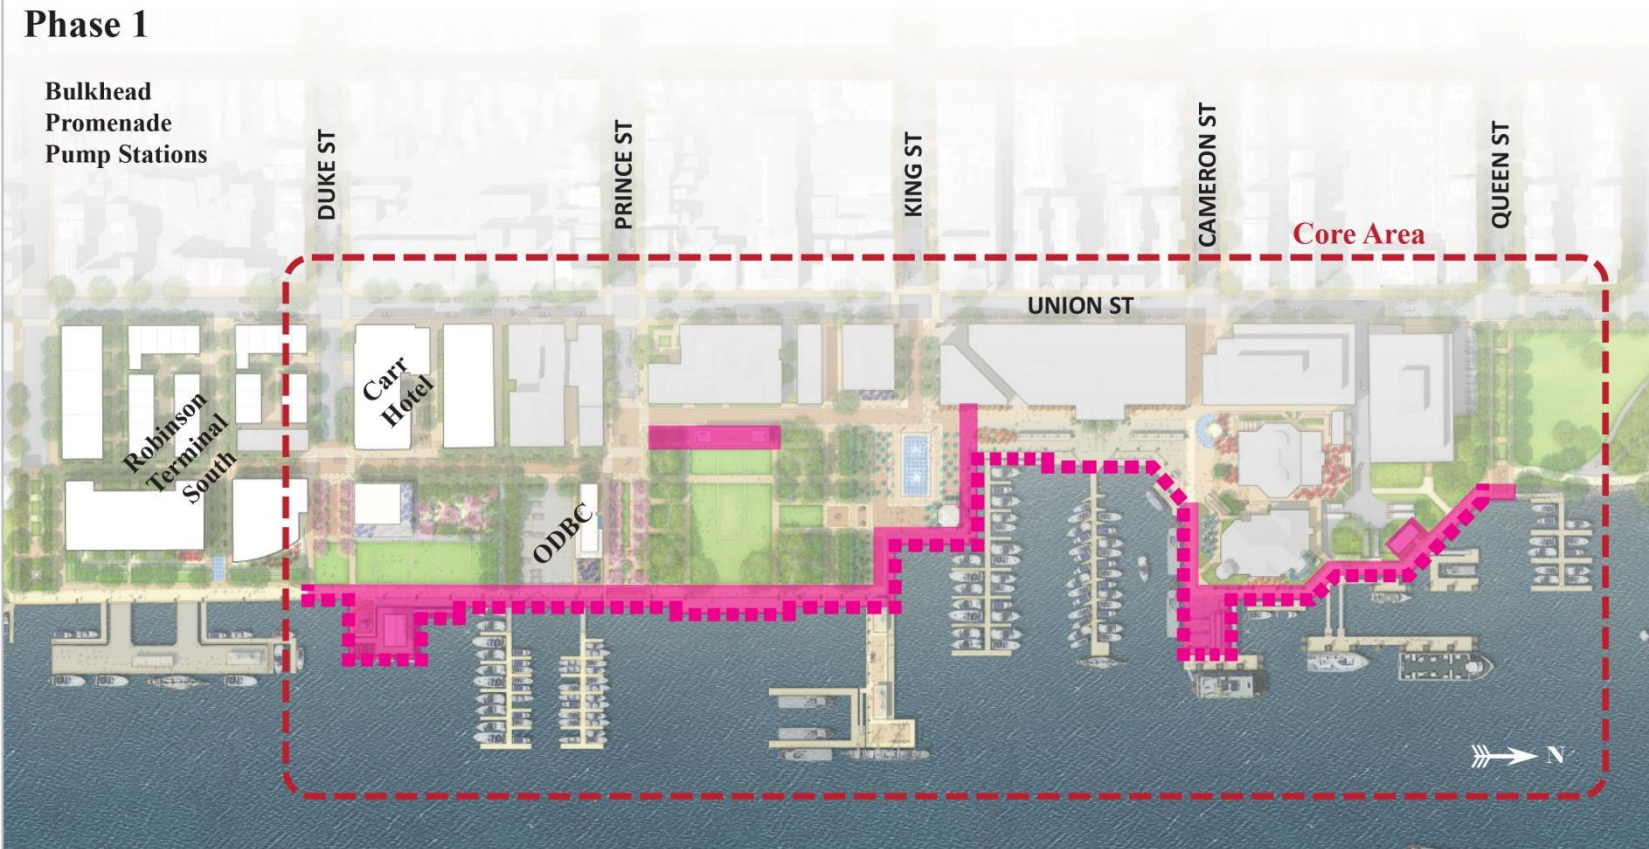 Phase 1
Bulkhead
Promenade
Pump Stations
DUKE ST
PRINCE ST
KING ST
CAMERON ST
QUEEN ST
Core Area
UNION ST
Carr
Hotel
Robinson
Terminal
South
ODBC
N